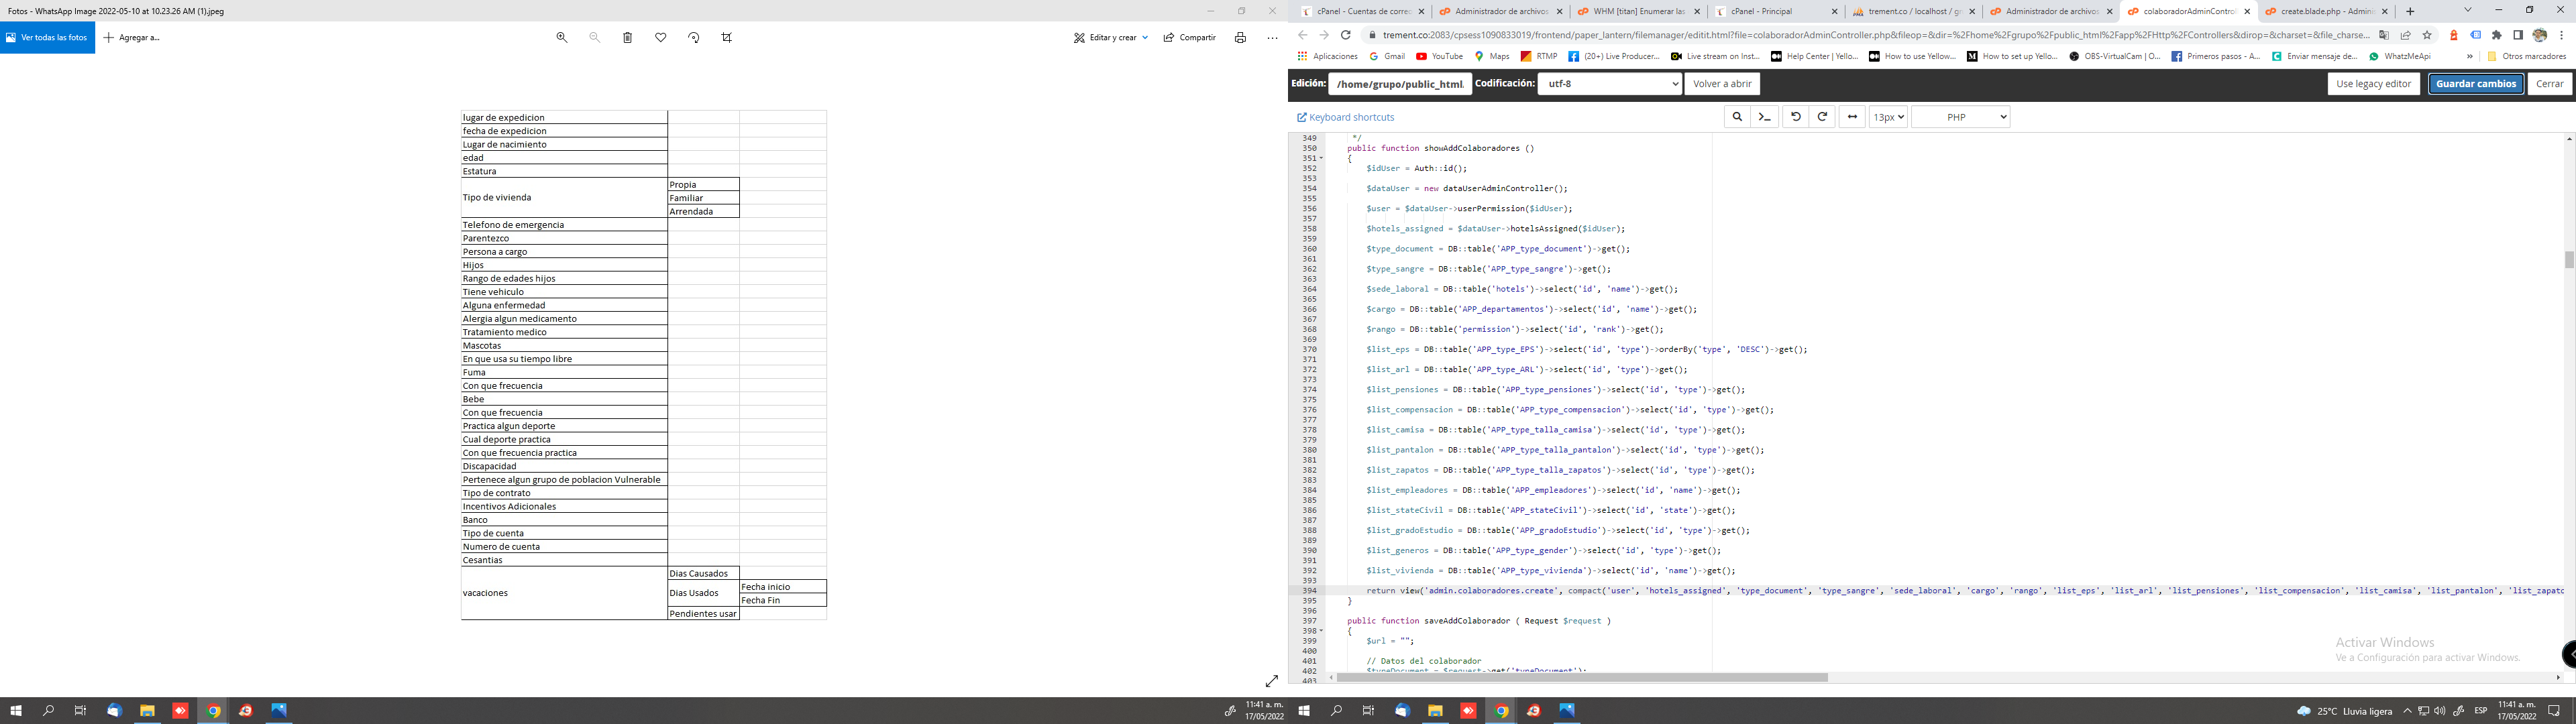 Fotos - WhatsApp Image 2022-05-10 at 10.23.26 AM (1).jpeg
Ver todas las fotos
Agregar a...
Editar y crear
Compartir
lugar de expedicion
fecha de expedicion
Lugar de nacimiento
edad
Estatura
Tipo de vivienda
Propia
Familiar
Arrendada
Telefono de emergencia
Parentezco
Persona a cargo
Hijos
Rango de edades hijos
Tiene vehiculo
Alguna enfermedad
Alergia algun medicamento
Tratamiento medico
Mascotas
En que usa su tiempo libre
Fuma
Con que frecuencia
Bebe
Con que frecuencia
Practica algun deporte
Cual deporte practica
Con que frecuencia practica
Discapacidad
Pertenece algun grupo de poblacion Vulnerable
Tipo de contrato
Incentivos Adicionales
Banco
Tipo de cuenta
Numero de cuenta
Cesantias
vacaciones
Dias Causados
Dias Usados
Fecha inicio
Fecha Fin
Pendientes usar
11:41 a. m.
17/05/2022
cPanel - Cuentas de correo
Administrador de archivos
WHM [titan] Enumerar las
cPanel - Principal
trement.co / localhost / gr
Administrador de archivos
colaboradorAdminControl
create.blade.php - Admini
trement.co:2083/cpsess1090833019/frontend/paper_lantern/filemanager/editit.html?file=colaboradorAdminController.php&fileop=&dir=%2Fhome%2Fgrupo%2Fpublic_html%2Fapp%2FHttp%2FControllers&dirop=&charset=&file_charse...
Aplicaciones
Gmail
YouTube
Maps
RTMP
(20+) Live Producer...
Live stream on Inst...
Help Center | Yello...
How to use Yellow...
How to set up Yello...
OBS-VirtualCam | O...
Primeros pasos - A...
Enviar mensaje de...
WhatzMeApi
»
Otros marcadores
Edición:
/home/grupo/public_html
Codificación:
utf-8
Volver a abrir
Use legacy editor
Guardar cambios
Cerrar
Keyboard shortcuts
13px
PHP
349 */
350 public function showAddColaboradores ()
351 {
352 $idUser = Auth::id();
353
354 $dataUser = new dataUserAdminController();
355
356 $user = $dataUser->userPermission($idUser);
357
358 $hotels_assigned = $dataUser->hotelsAssigned($idUser);
359
360 $type_document = DB::table('APP_type_document')->get();
361
362 $type_sangre = DB::table('APP_type_sangre')->get();
363
364 $sede_laboral = DB::table('hotels')->select('id', 'name')->get();
365
366 $cargo = DB::table('APP_departamentos')->select('id', 'name')->get();
367
368 $rango = DB::table('permission')->select('id', 'rank')->get();
369
370 $list_eps = DB::table('APP_type_EPS')->select('id', 'type')->orderBy('type', 'DESC')->get();
371
372 $list_arl = DB::table('APP_type_ARL')->select('id', 'type')->get();
373
374 $list_pensiones = DB::table('APP_type_pensiones')->select('id', 'type')->get();
375
376 $list_compensacion = DB::table('APP_type_compensacion')->select('id', 'type')->get();
377
378 $list_camisa = DB::table('APP_type_talla_camisa')->select('id', 'type')->get();
379
380 $list_pantalon = DB::table('APP_type_talla_pantalon')->select('id', 'type')->get();
381
382 $list_zapatos = DB::table('APP_type_talla_zapatos')->select('id', 'type')->get();
383
384 $list_empleadores = DB::table('APP_empleadores')->select('id', 'name')->get();
385
386 $list_stateCivil = DB::table('APP_stateCivil')->select('id', 'state')->get();
387
388 $list_gradoEstudio = DB::table('APP_gradoEstudio')->select('id', 'type')->get();
389
390 $list_generos = DB::table('APP_type_gender')->select('id', 'type')->get();
391
392 $list_vivienda = DB::table('APP_type_vivienda')->select('id', 'name')->get();
393
394 return view('admin.colaboradores.create', compact('user', 'hotels_assigned', 'type_document', 'type_sangre', 'sede_laboral', 'cargo', 'rango', 'list_eps', 'list_arl', 'list_pensiones', 'list_compensacion', 'list_camisa', 'list_pantalon', 'list_zapato
395 }
396
397 public function saveAddColaborador ( Request $request )
398 {
399 $url = "";
400
401 // Datos del colaborador
402 $typeDocument = $request->get('typeDocument');
403
Activar Windows
Ve a Configuración para activar Windows.
25°C Lluvia ligera
ESP
11:41 a. m.
17/05/2022